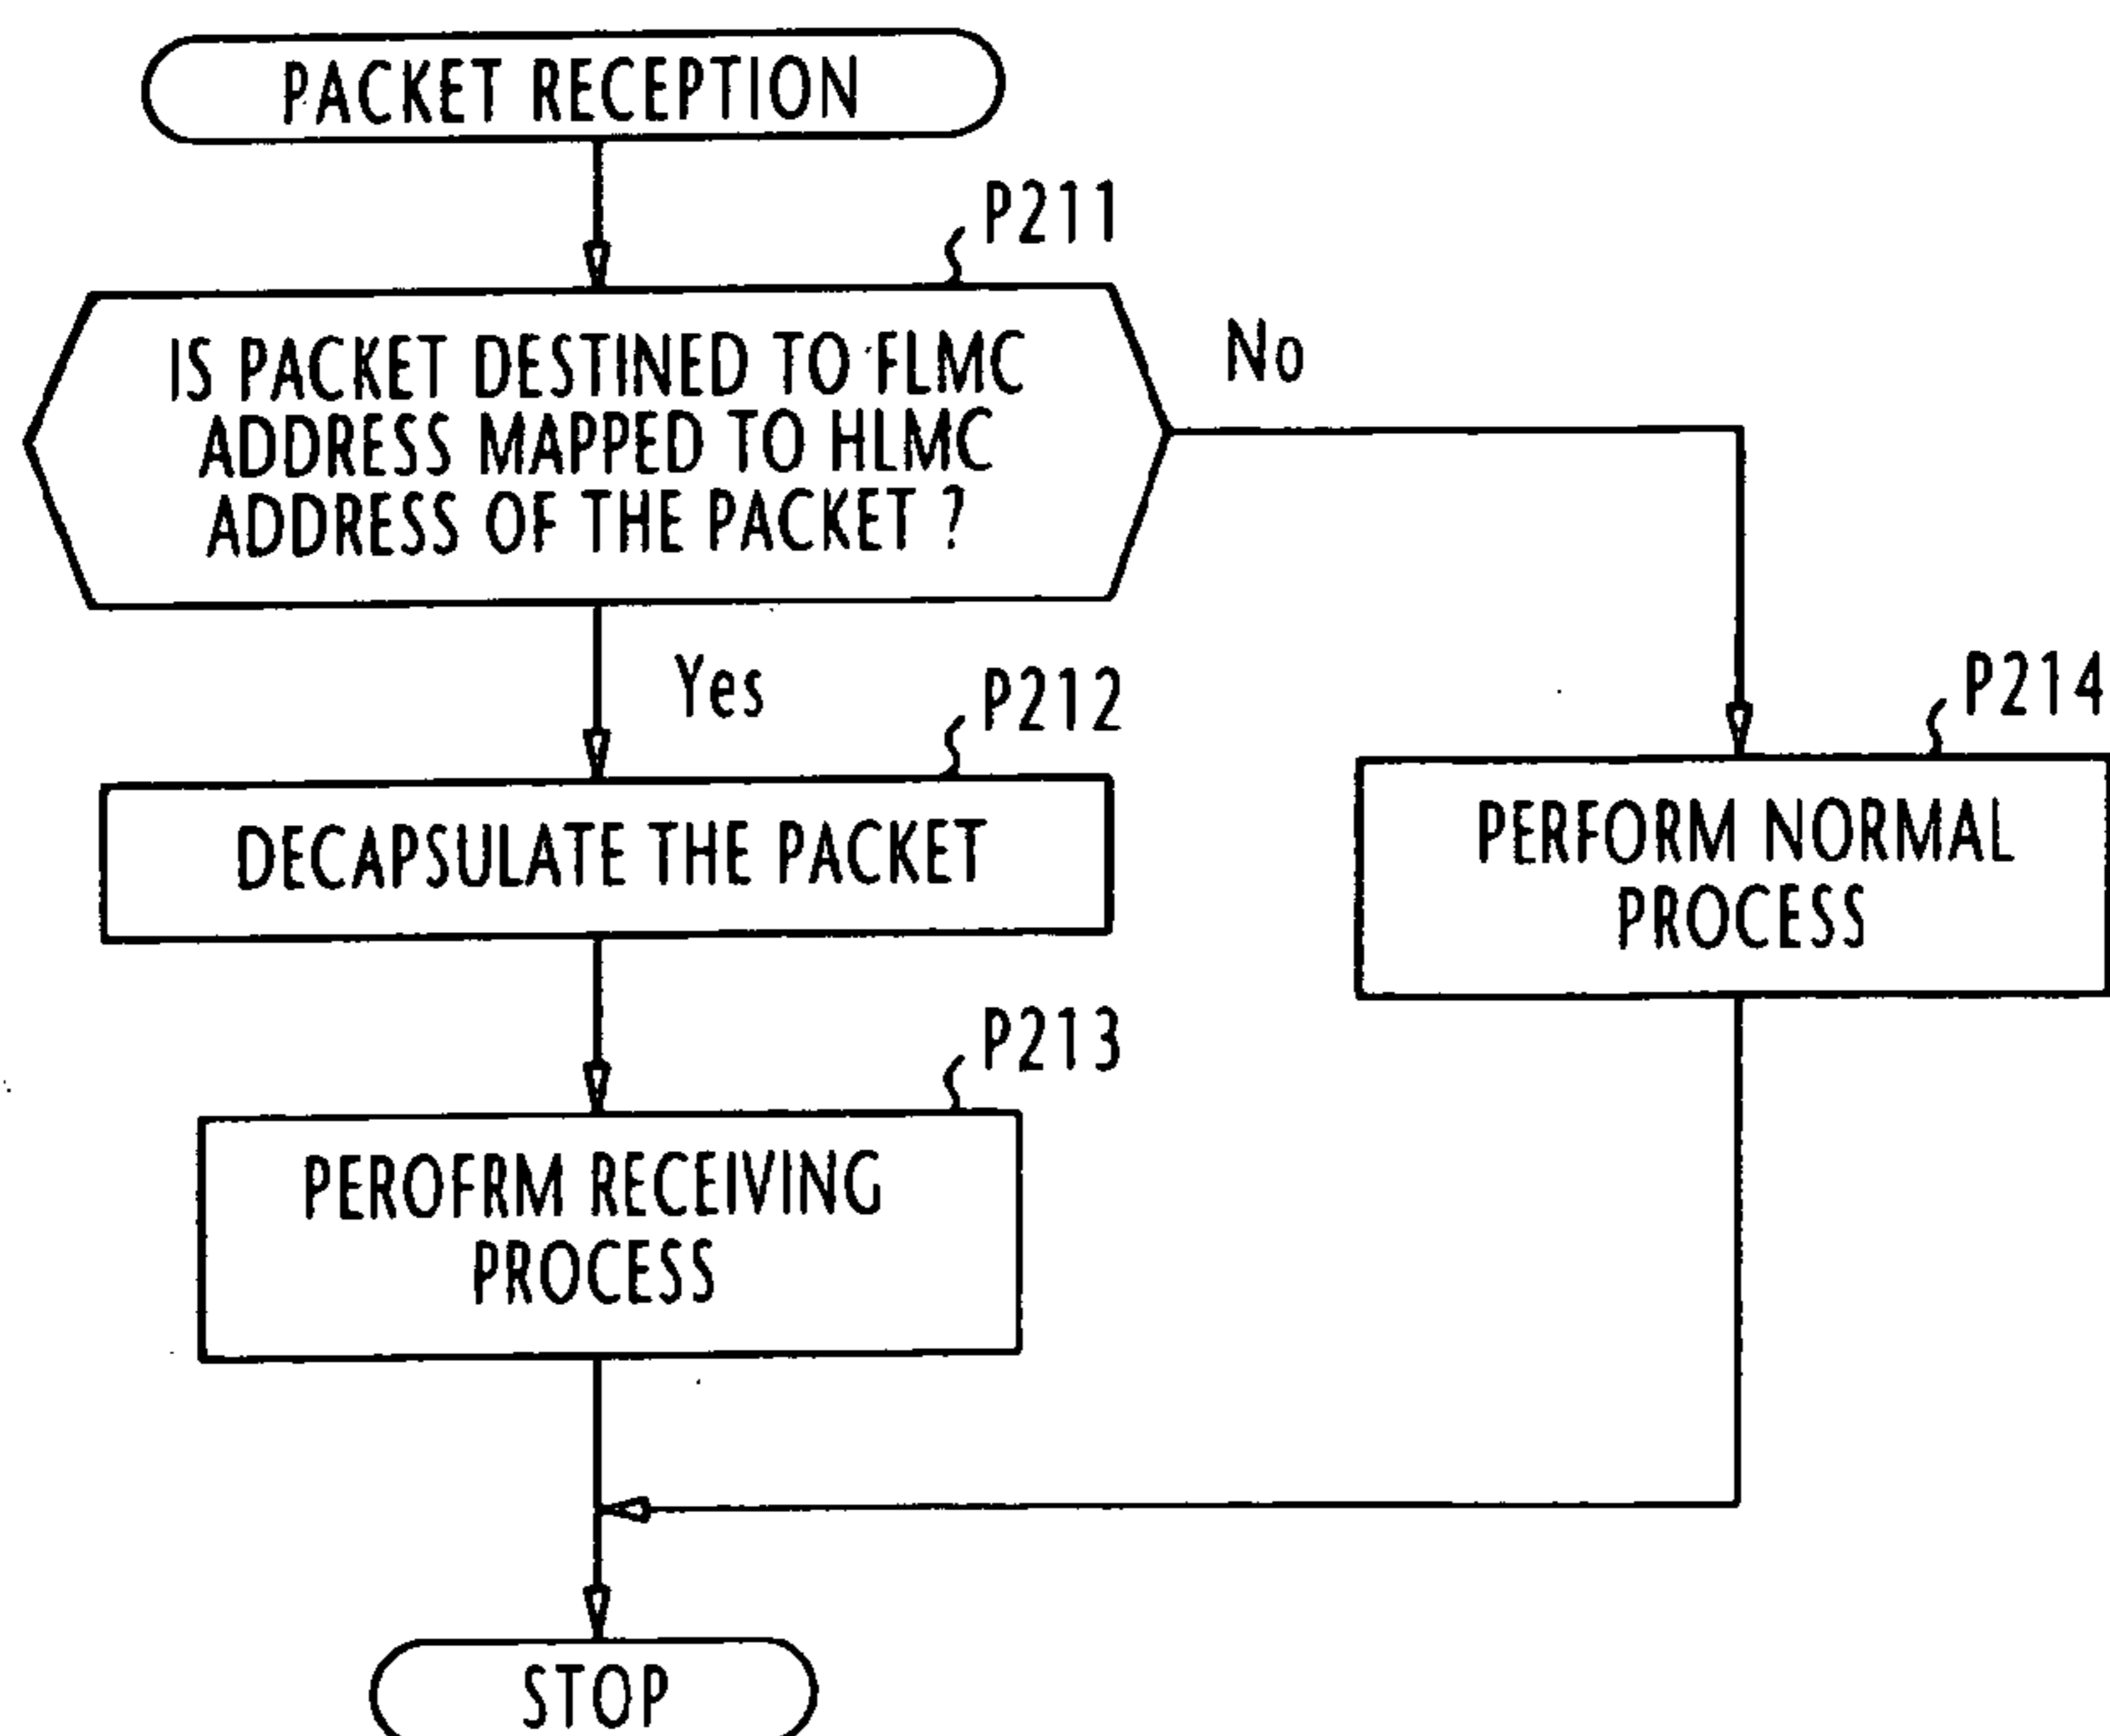 PACKET RECEPTION
P211
IS PACKET DESTINED TO FLMC
ADDRESS MAPPED TO HLMC
ADDRESS OF THE PACKET ?
No
Yes
P212
DECAPSULATE THE PACKET
P214
PERFORM NORMAL
PROCESS
P213
PEROFRM RECEIVING
PROCESS
STOP